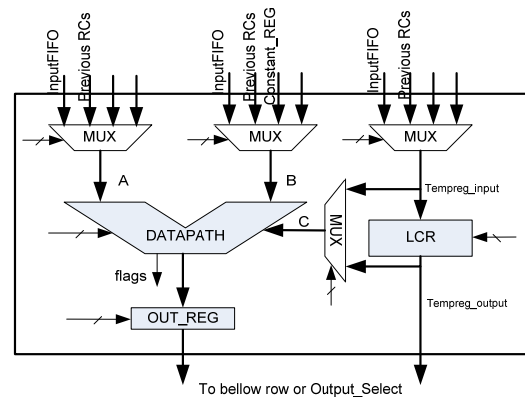 InputFIFO
Previous RCs
InputFIFO
Previous RCs
Constant_REG
InputFIFO
Previous RCs
MUX
MUX
MUX
A
B
Tempreg_input
C
MUX
DATAPATH
LCR
flags
Tempreg_output
OUT_REG
To bellow row or Output_Select